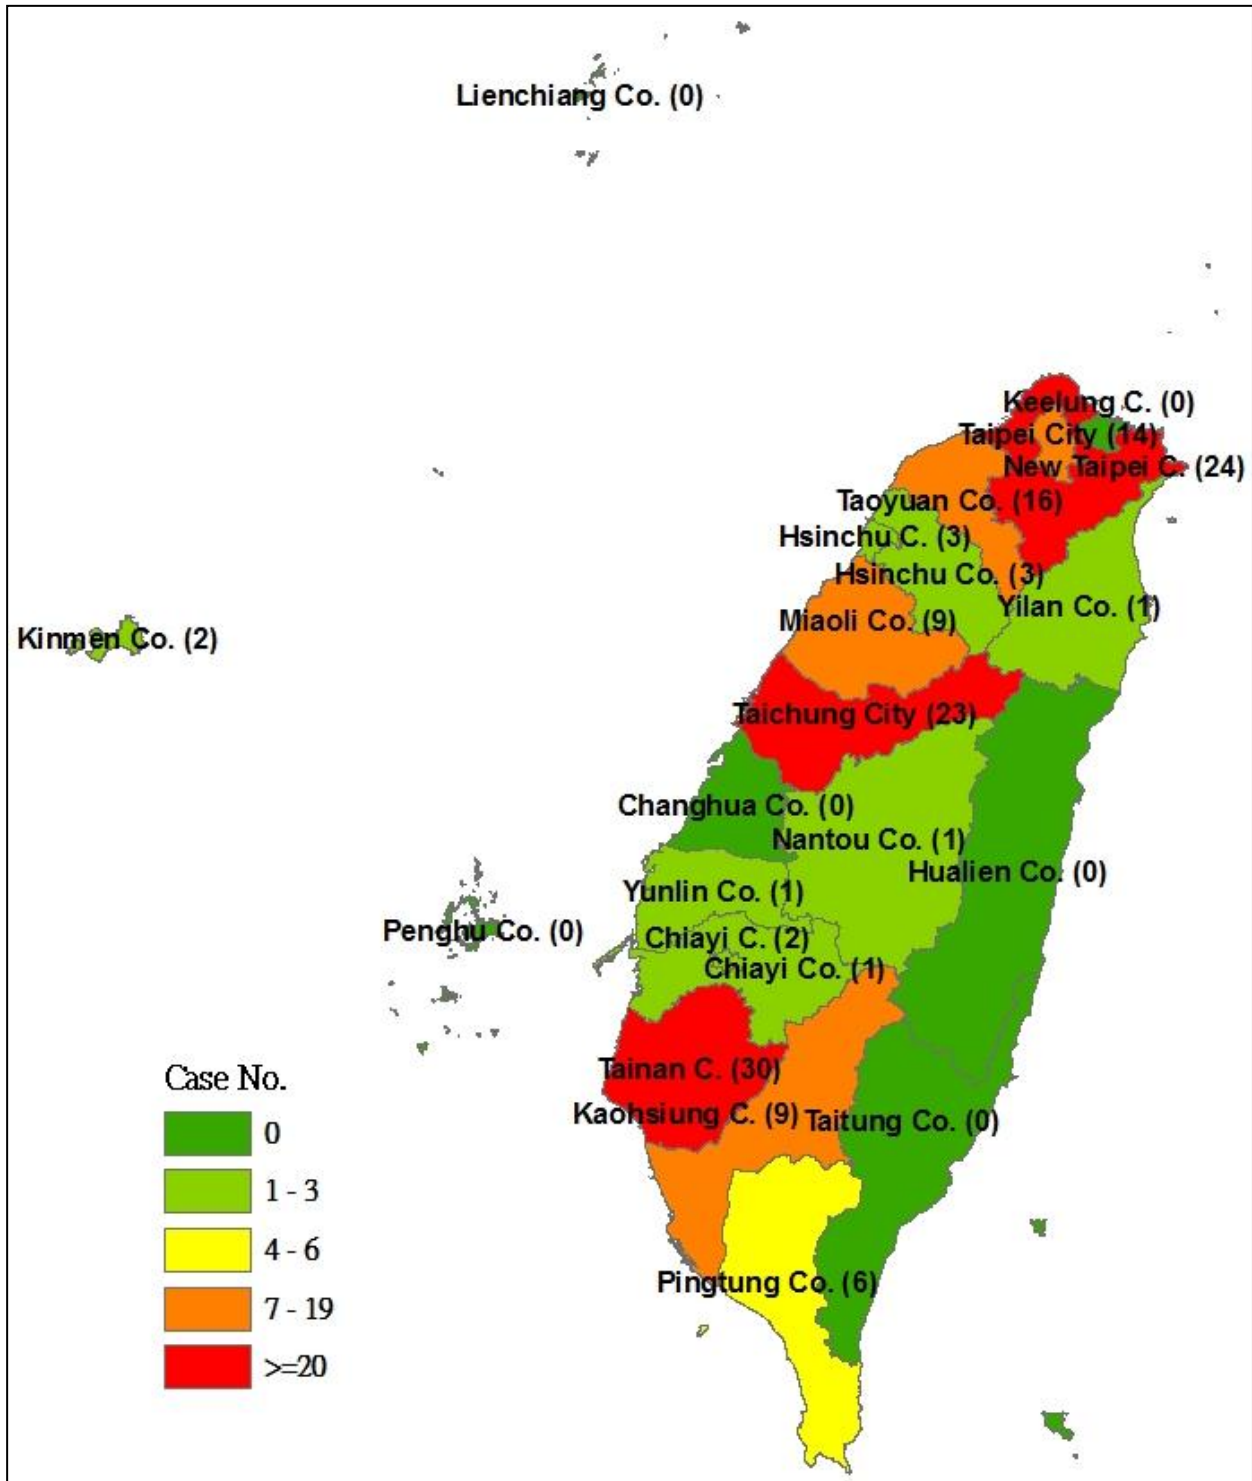 Lienchiang Co. (0)
Keelung C. (0)
Taipei City (14)
New Taipei C. (24)
Taoyuan Co. (16)
Hsinchu C. (3)
Hsinchu Co. (3)
Yilan Co. (1)
Miaoli Co. (9)
Kinmen Co. (2)
Taichung City (23)
Changhua Co. (0)
Nantou Co. (1)
Hualien Co. (0)
Yunlin Co. (1)
Penghu Co. (0)
Chiayi C. (2)
Chiayi Co. (1)
Tainan C. (30)
Kaohsiung C. (9)
Taitung Co. (0)
Pingtung Co. (6)
Case No.
0
1 - 3
4 - 6
7 - 19
>=20